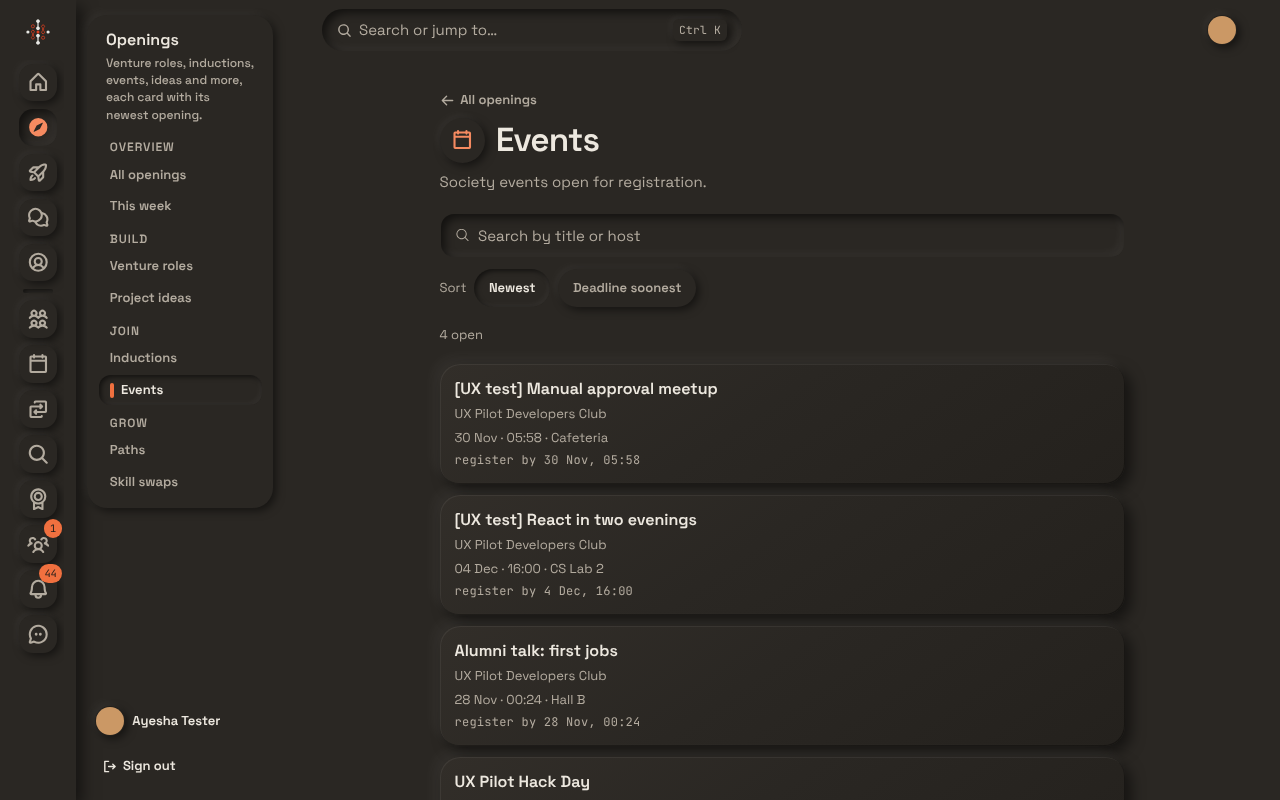 Search or jump to...
Ctrl K
Openings
Venture roles, inductions,
events, ideas and more,
each card with its
newest opening.
OVERVIEW
All openings
This week
BUILD
Venture roles
Project ideas
JOIN
Inductions
Events
GROW
Paths
Skill swaps
1
44
Ayesha Tester
Sign out
← All openings
Events
Society events open for registration.
Search by title or host
Sort
Newest
Deadline soonest
4 open
[UX test] Manual approval meetup
UX Pilot Developers Club
30 Nov · 05:58 · Cafeteria
register by 30 Nov, 05:58
[UX test] React in two evenings
UX Pilot Developers Club
04 Dec · 16:00 · CS Lab 2
register by 4 Dec, 16:00
Alumni talk: first jobs
UX Pilot Developers Club
28 Nov · 00:24 · Hall B
register by 28 Nov, 00:24
UX Pilot Hack Day